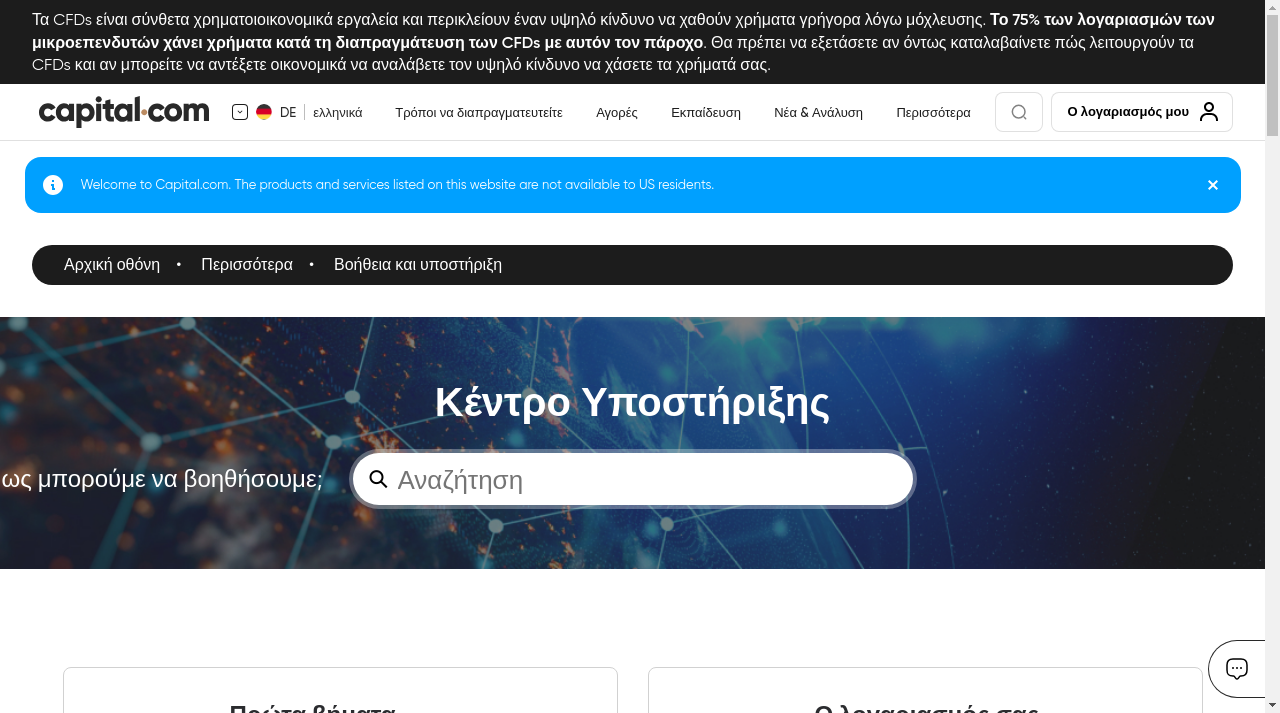 Τα CFDs είναι σύνθετα χρηματοιοικονομικά εργαλεία και περικλείουν έναν υψηλό κίνδυνο να χαθούν χρήματα γρήγορα λόγω μόχλευσης. Το 75% των λογαριασμών των
μικροεπενδυτών χάνει χρήματα κατά τη διαπραγμάτευση των CFDs με αυτόν τον πάροχο. Θα πρέπει να εξετάσετε αν όντως καταλαβαίνετε πώς λειτουργούν τα
CFDs και αν μπορείτε να αντέξετε οικονομικά να αναλάβετε τον υψηλό κίνδυνο να χάσετε τα χρήματά σας.
capital.com DE ελληνικά Τρόποι να διαπραγματευτείτε Αγορές Εκπαίδευση Νέα & Ανάλυση Περισσότερα Ο λογαριασμός μου
Welcome to Capital.com. The products and services listed on this website are not available to US residents.
Αρχική οθόνη • Περισσότερα • Βοήθεια και υποστήριξη
Κέντρο Υποστήριξης
ως μπορούμε να βοηθήσουμε; Αναζήτηση
Πρώτα βήματα Ο λογαριασμός σας